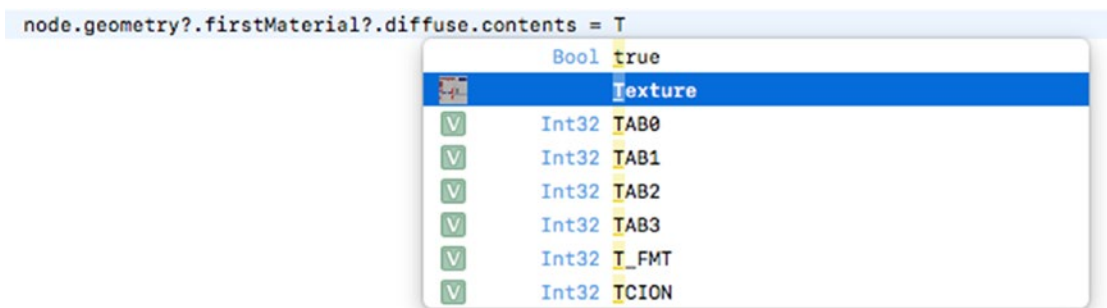 node.geometry?.firstMaterial?.diffuse.contents = T
Bool true
Texture
V Int32 TAB0
V Int32 TAB1
V Int32 TAB2
V Int32 TAB3
V Int32 T_FMT
V Int32 TCION